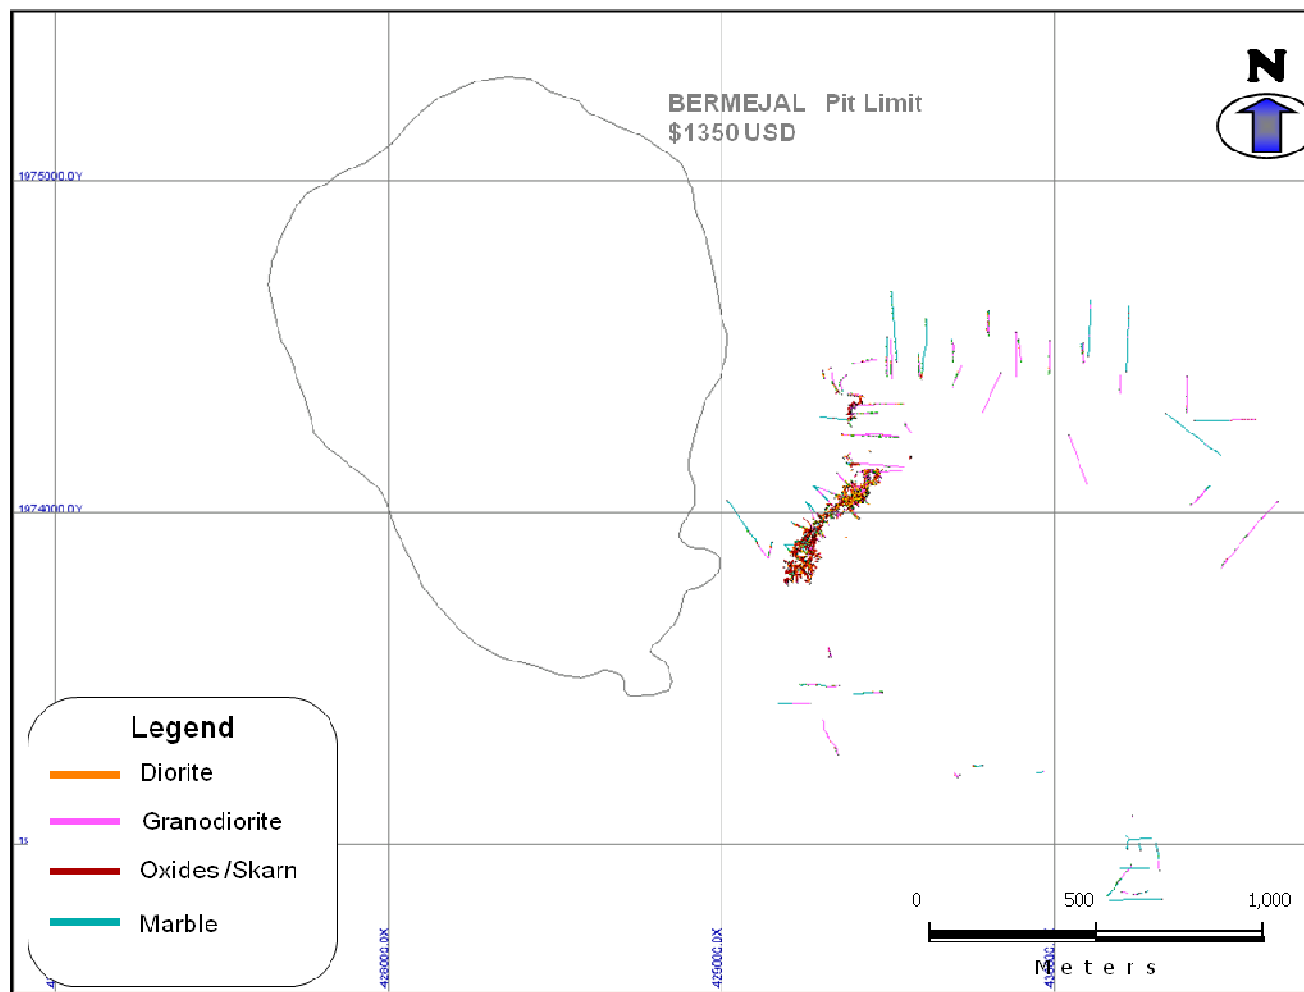 N
BERMEJAL Pit Limit
$1350 USD
1975000.0Y
1974000.0Y
Legend
Diorite
Granodiorite
Oxides /Skarn
Marble
0 500 1,000
Meters
428000.0X
429000.0X